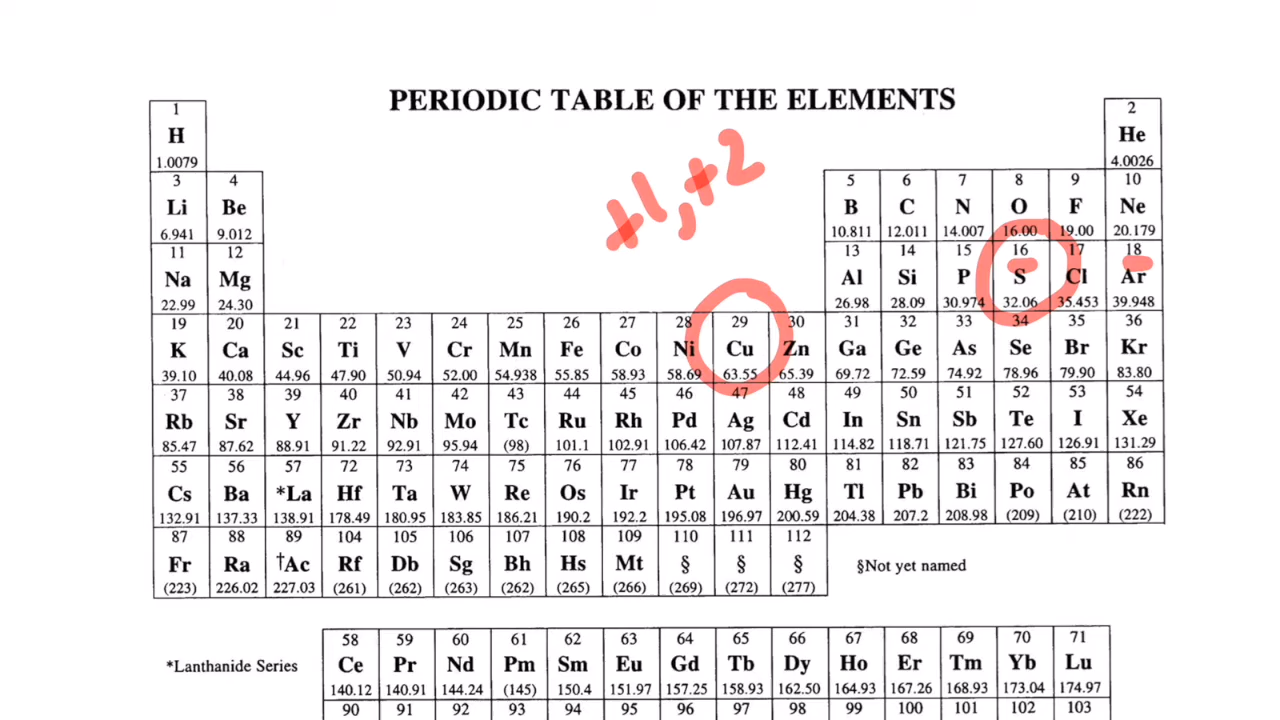 PERIODIC TABLE OF THE ELEMENTS
1 2
H He
1.0079 4.0026
+1, +2
3 4 5 6 7 8 9 10
Li Be B C N O F Ne
6.941 9.012 10.811 12.011 14.007 16.00 19.00 20.179
11 12 13 14 15 16 17 18
Na Mg Al Si P S Cl Ar
22.99 24.30 26.98 28.09 30.974 32.06 35.453 39.948
19 20 21 22 23 24 25 26 27 28 29 30 31 32 33 34 35 36
K Ca Sc Ti V Cr Mn Fe Co Ni Cu Zn Ga Ge As Se Br Kr
39.10 40.08 44.96 47.90 50.94 52.00 54.938 55.85 58.93 58.69 63.55 65.39 69.72 72.59 74.92 78.96 79.90 83.80
37 38 39 40 41 42 43 44 45 46 47 48 49 50 51 52 53 54
Rb Sr Y Zr Nb Mo Tc Ru Rh Pd Ag Cd In Sn Sb Te I Xe
85.47 87.62 88.91 91.22 92.91 95.94 (98) 101.1 102.91 106.42 107.87 112.41 114.82 118.71 121.75 127.60 126.91 131.29
55 56 57 72 73 74 75 76 77 78 79 80 81 82 83 84 85 86
Cs Ba *La Hf Ta W Re Os Ir Pt Au Hg Tl Pb Bi Po At Rn
132.91 137.33 138.91 178.49 180.95 183.85 186.21 190.2 192.2 195.08 196.97 200.59 204.38 207.2 208.98 (209) (210) (222)
87 88 89 104 105 106 107 108 109 110 111 112
Fr Ra †Ac Rf Db Sg Bh Hs Mt § § § §Not yet named
(223) 226.02 227.03 (261) (262) (263) (262) (265) (266) (269) (272) (277)
58 59 60 61 62 63 64 65 66 67 68 69 70 71
*Lanthanide Series Ce Pr Nd Pm Sm Eu Gd Tb Dy Ho Er Tm Yb Lu
140.12 140.91 144.24 (145) 150.4 151.97 157.25 158.93 162.50 164.93 167.26 168.93 173.04 174.97
90 91 92 93 94 95 96 97 98 99 100 101 102 103